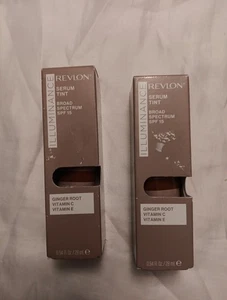 ILLUMINANCE
REVLON
SERUM
TINT
BROAD
SPECTRUM
SPF 15
GINGER ROOT
VITAMIN C
VITAMIN E
ILLUMINANCE
REVLON
SERUM
TINT
BROAD
SPECTRUM
SPF 15
GINGER ROOT
VITAMIN C
VITAMIN E